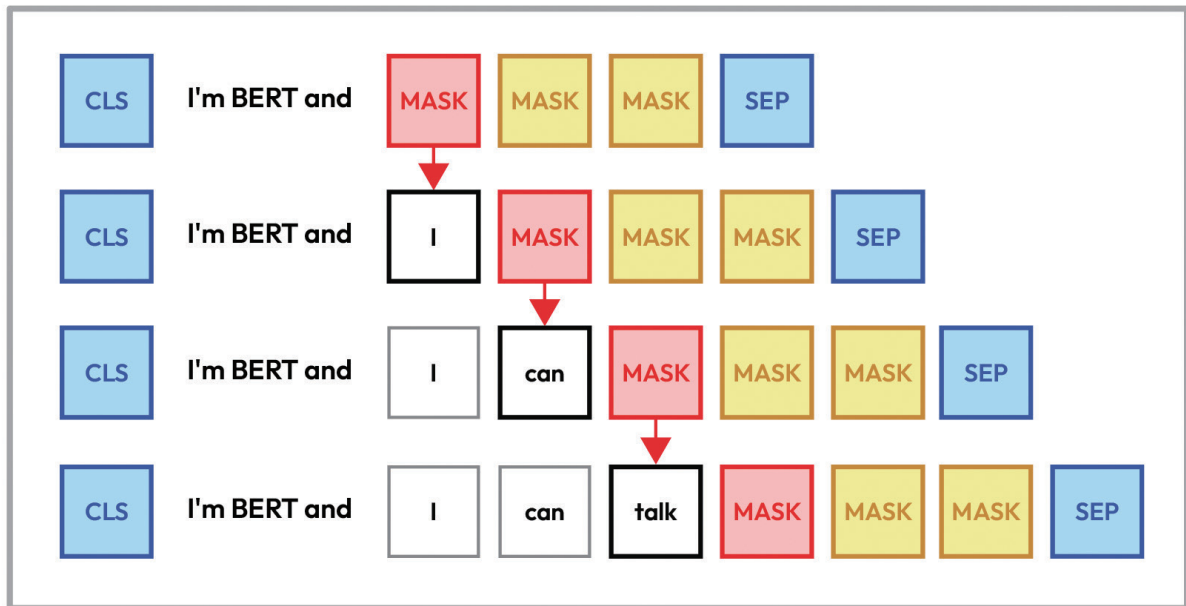 CLS I'm BERT and MASK MASK MASK SEP
CLS I'm BERT and I MASK MASK MASK SEP
CLS I'm BERT and I can MASK MASK MASK SEP
CLS I'm BERT and I can talk MASK MASK MASK SEP